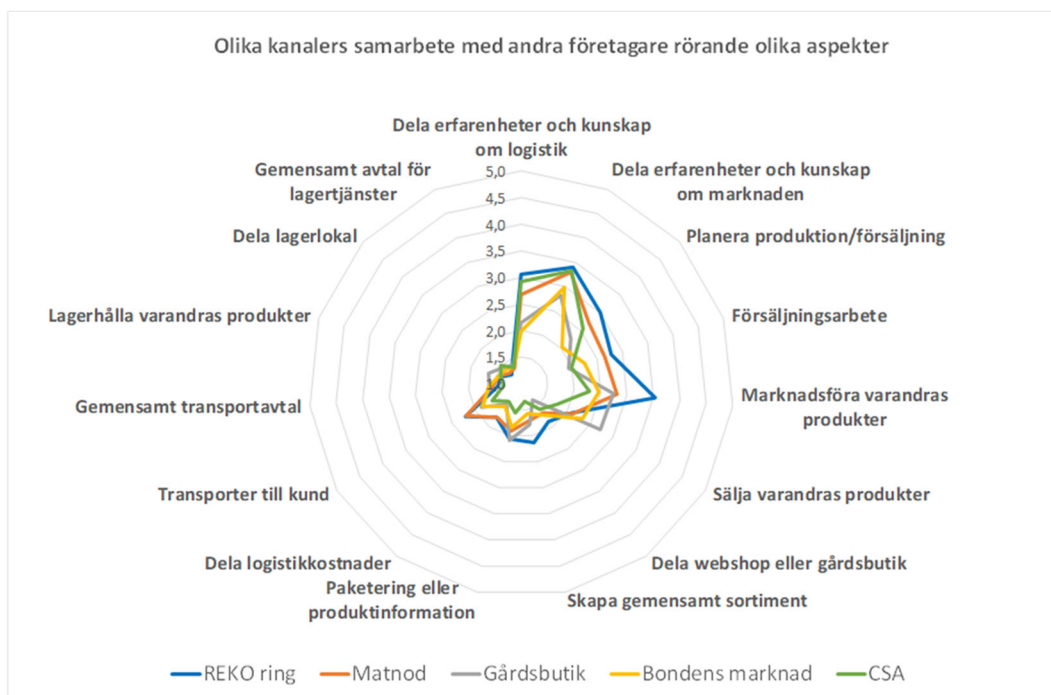 Olika kanalers samarbete med andra företagare rörande olika aspekter
Dela erfarenheter och kunskap
om logistik
Dela erfarenheter och kunskap
om marknaden
Planera produktion/försäljning
Försäljningsarbete
Marknadsföra varandras
produkter
Sälja varandras produkter
Dela webshop eller gårdsbutik
Skapa gemensamt sortiment
Paketering eller
produktinformation
Dela logistikkostnader
Transporter till kund
Gemensamt transportavtal
Lagerhålla varandras produkter
Dela lagerlokal
Gemensamt avtal för
lagertjänster
5,0
4,5
4,0
3,5
3,0
2,5
2,0
1,5
1,0
REKO ring
Matnod
Gårdsbutik
Bondens marknad
CSA